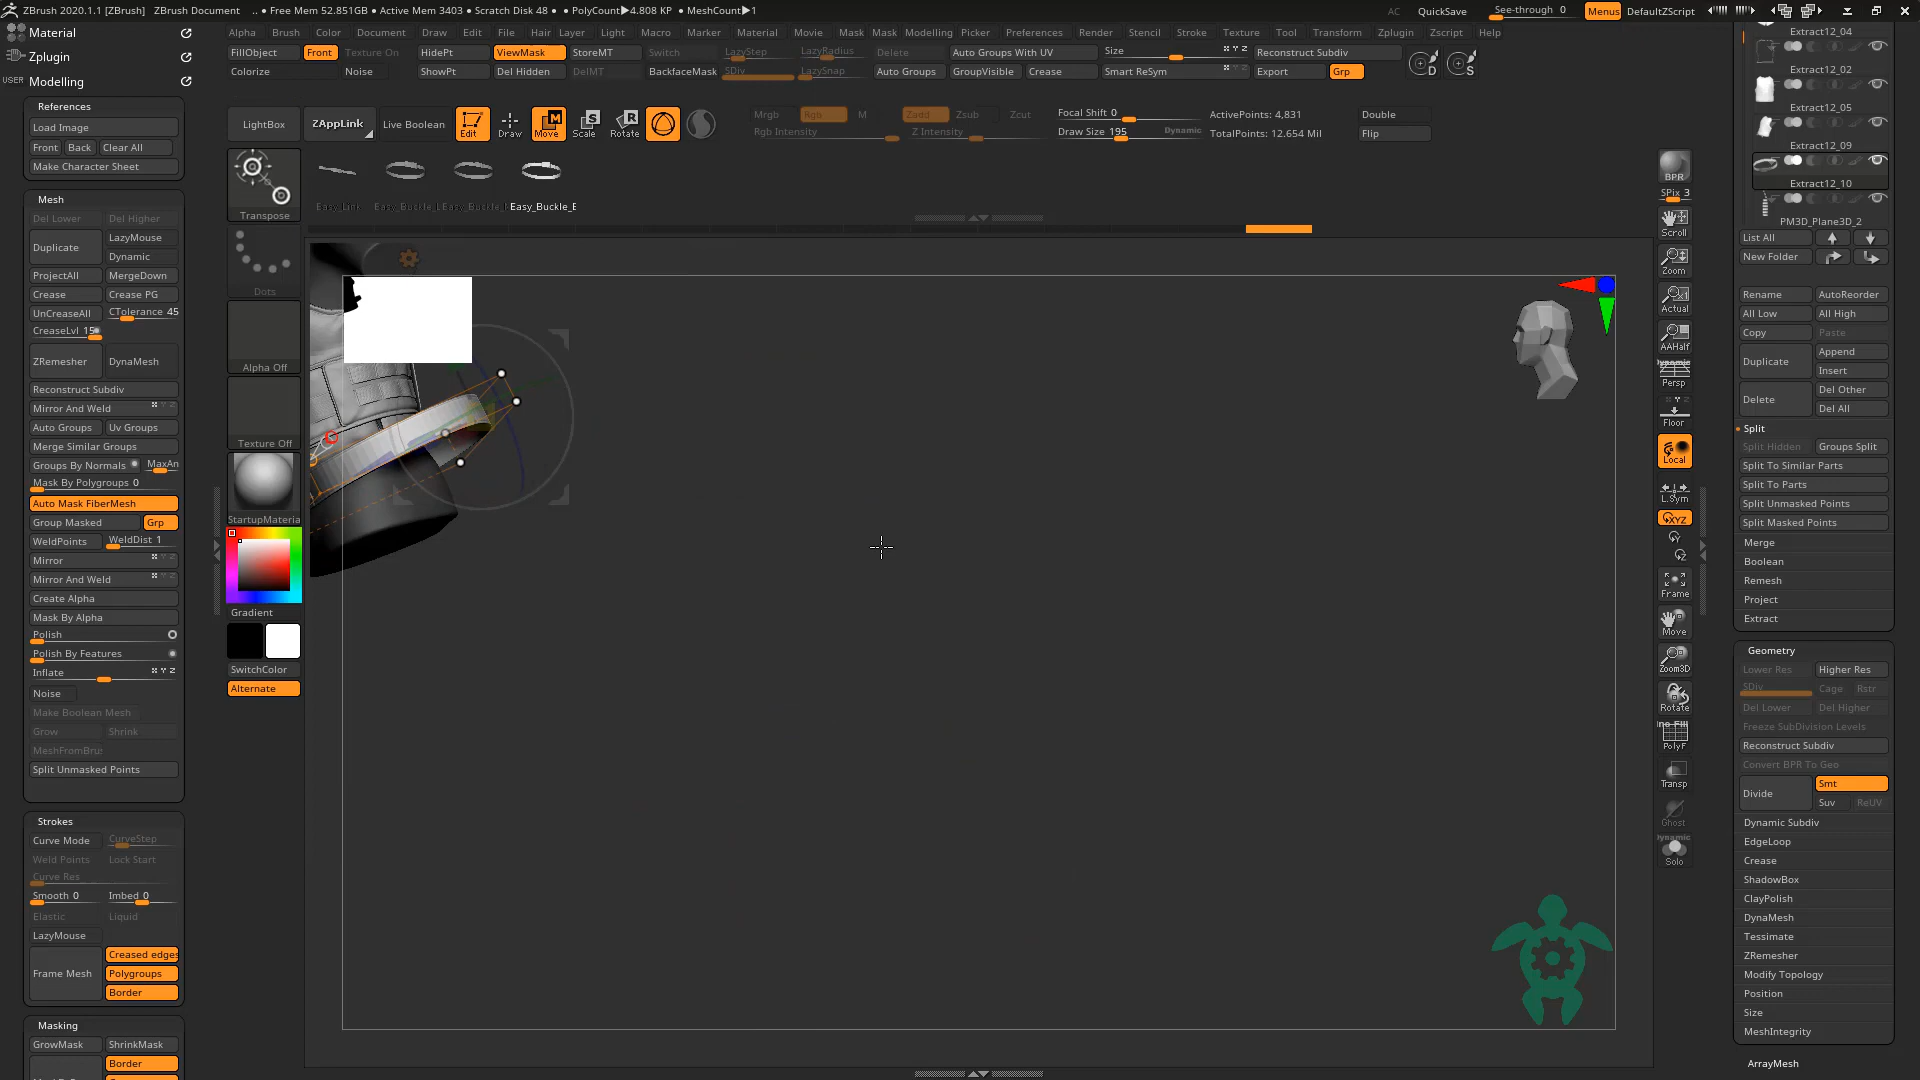 ZBrush 2020.1.1 [ZBrush] ZBrush Document .. • Free Mem 52.851GB • Active Mem 3403 • Scratch Disk 48 • • PolyCount▶4.808 KP • MeshCount▶1 AC QuickSave See-through 0 Menus DefaultZScript
Alpha Brush Color Document Draw Edit File Hair Layer Light Macro Marker Material Movie Mask Mask Modelling Picker Preferences Render Stencil Stroke Texture Tool Transform Zplugin Zscript Help
FillObject Front Texture On HidePt ViewMask StoreMT Switch LazyStep LazyRadius Delete Auto Groups With UV Size Reconstruct Subdiv
Colorize Noise ShowPt Del Hidden DelMT BackfaceMask SDiv LazySnap Auto Groups GroupVisible Crease Smart ReSym Export Grp
LightBox ZAppLink Live Boolean Edit Draw Move Scale Rotate
Mrgb Rgb M Zadd Zsub Zcut Focal Shift 0 ActivePoints: 4,831 Double
Rgb Intensity Z Intensity Draw Size 195 Dynamic TotalPoints: 12.654 Mil Flip
Easy_Buckle_E
Material
Zplugin
USER Modelling
References
Load Image
Front Back Clear All
Make Character Sheet
Mesh
Del Lower Del Higher
Duplicate LazyMouse
Dynamic
ProjectAll MergeDown
Crease Crease PG
UnCreaseAll CTolerance 45
CreaseLvl 15
ZRemesher DynaMesh
Reconstruct Subdiv
Mirror And Weld
Auto Groups Uv Groups
Merge Similar Groups
Groups By Normals MaxAn
Mask By Polygroups 0
Auto Mask FiberMesh
Group Masked Grp
WeldPoints WeldDist 1
Mirror
Mirror And Weld
Create Alpha
Mask By Alpha
Polish
Polish By Features
Inflate
Noise
Make Boolean Mesh
Grow Shrink
MeshFromBru
Split Unmasked Points
Strokes
Curve Mode CurveStep
Weld Points Lock Start
Curve Res
Smooth 0 Imbed 0
Elastic Liquid
LazyMouse
Frame Mesh Creased edges
Polygroups
Border
Masking
GrowMask ShrinkMask
Border
Transpose
Dots
Alpha Off
Texture Off
StartupMateria
Gradient
SwitchColor
Alternate
BPR
SPix 3
Scroll
Zoom
Actual
AAHalf
Dynamic
Persp
Floor
Local
L.Sym
XYZ
Frame
Move
Zoom3D
Rotate
PolyF
Transp
Ghost
Dynamic
Solo
Extract12_04
Extract12_02
Extract12_05
Extract12_09
Extract12_10
PM3D_Plane3D_2
List All
New Folder
Rename AutoReorder
All Low All High
Copy Paste
Duplicate Append
Insert
Delete Del Other
Del All
Split
Split Hidden Groups Split
Split To Similar Parts
Split To Parts
Split Unmasked Points
Split Masked Points
Merge
Boolean
Remesh
Project
Extract
Geometry
Lower Res Higher Res
SDiv Cage Rstr
Del Lower Del Higher
Freeze SubDivision Levels
Reconstruct Subdiv
Convert BPR To Geo
Divide Smt
Suv ReUV
Dynamic Subdiv
EdgeLoop
Crease
ShadowBox
ClayPolish
DynaMesh
Tessimate
ZRemesher
Modify Topology
Position
Size
MeshIntegrity
ArrayMesh